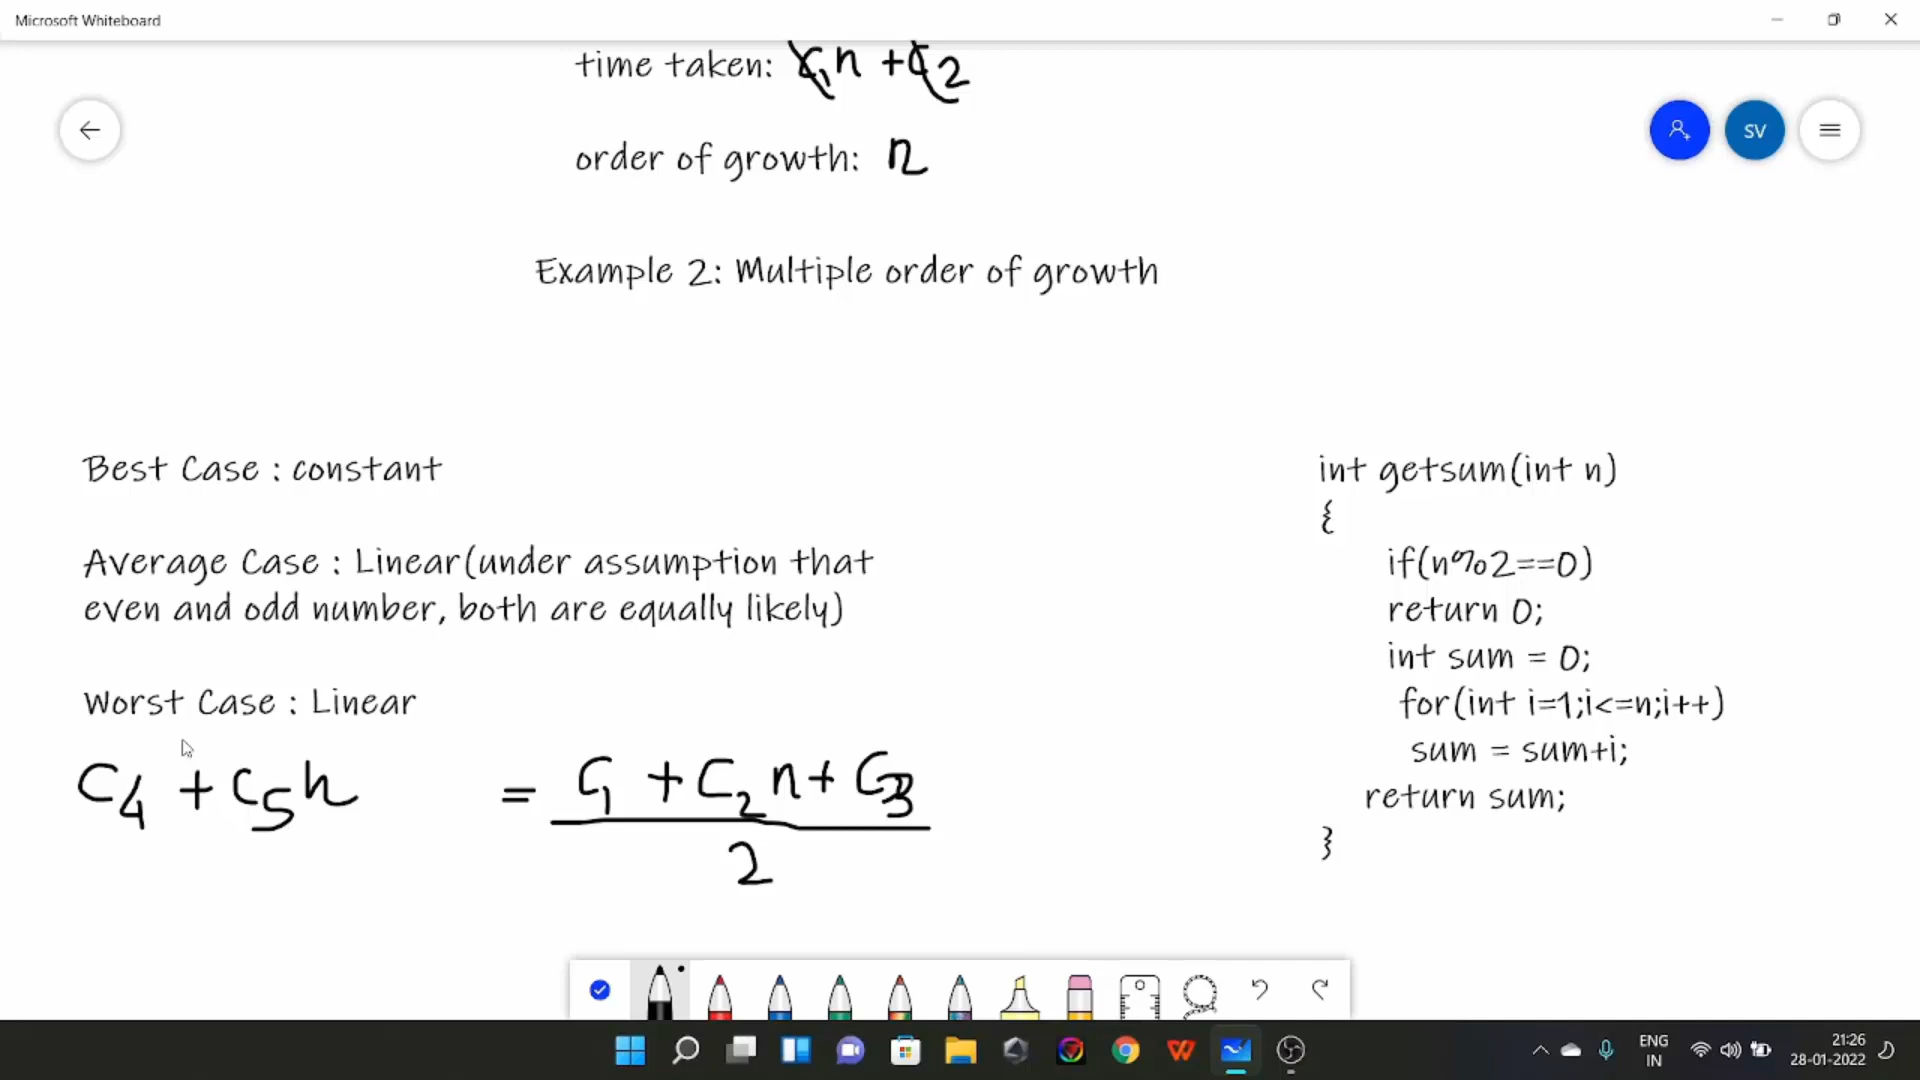 Microsoft Whiteboard
time taken: C₁n + C₂
order of growth: n
SV
Example 2: Multiple order of growth
Best Case : constant
Average Case : Linear(under assumption that
even and odd number, both are equally likely)
Worst Case : Linear
C₄ + C₅n = C₁ + C₂n + C₃
2
int getsum(int n)
{
if(n%2==0)
return 0;
int sum = 0;
for(int i=1;i<=n;i++)
sum = sum+i;
return sum;
}
ENG
IN
21:26
28-01-2022